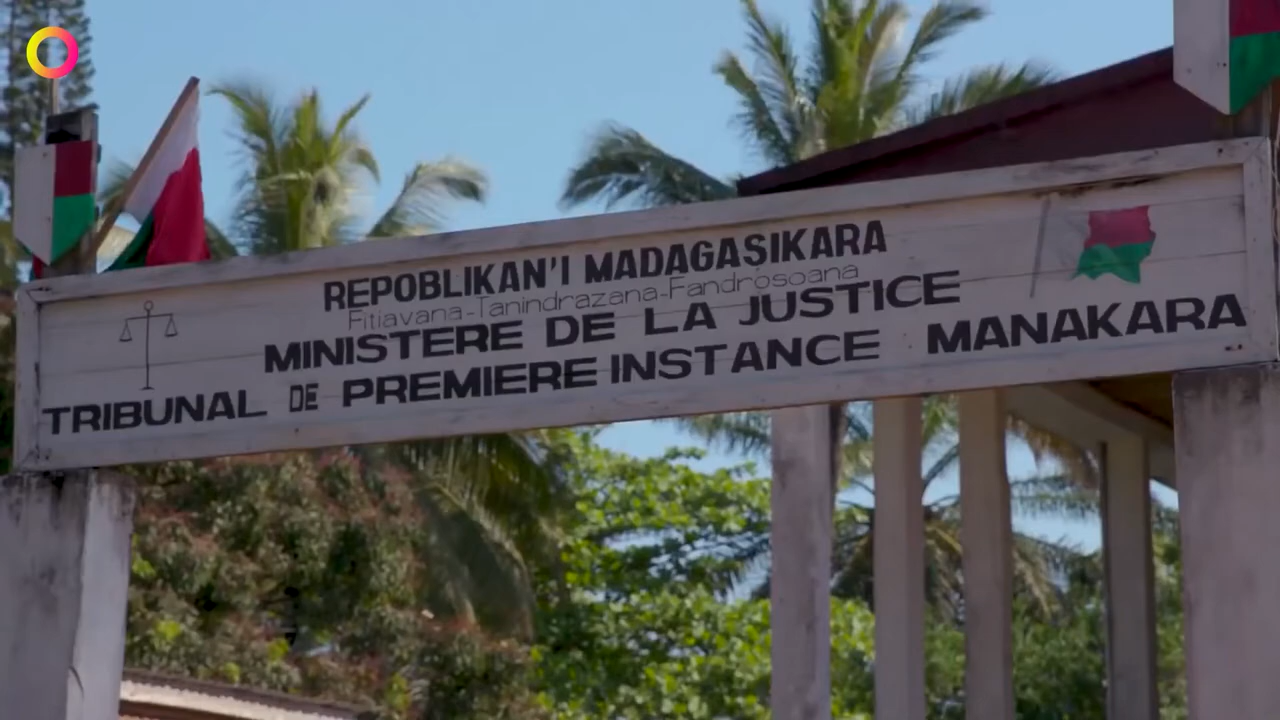 REPOBLIKAN'I MADAGASIKARA
Fitiavana-Tanindrazana-Fandrosoana
MINISTERE DE LA JUSTICE
TRIBUNAL DE PREMIERE INSTANCE MANAKARA